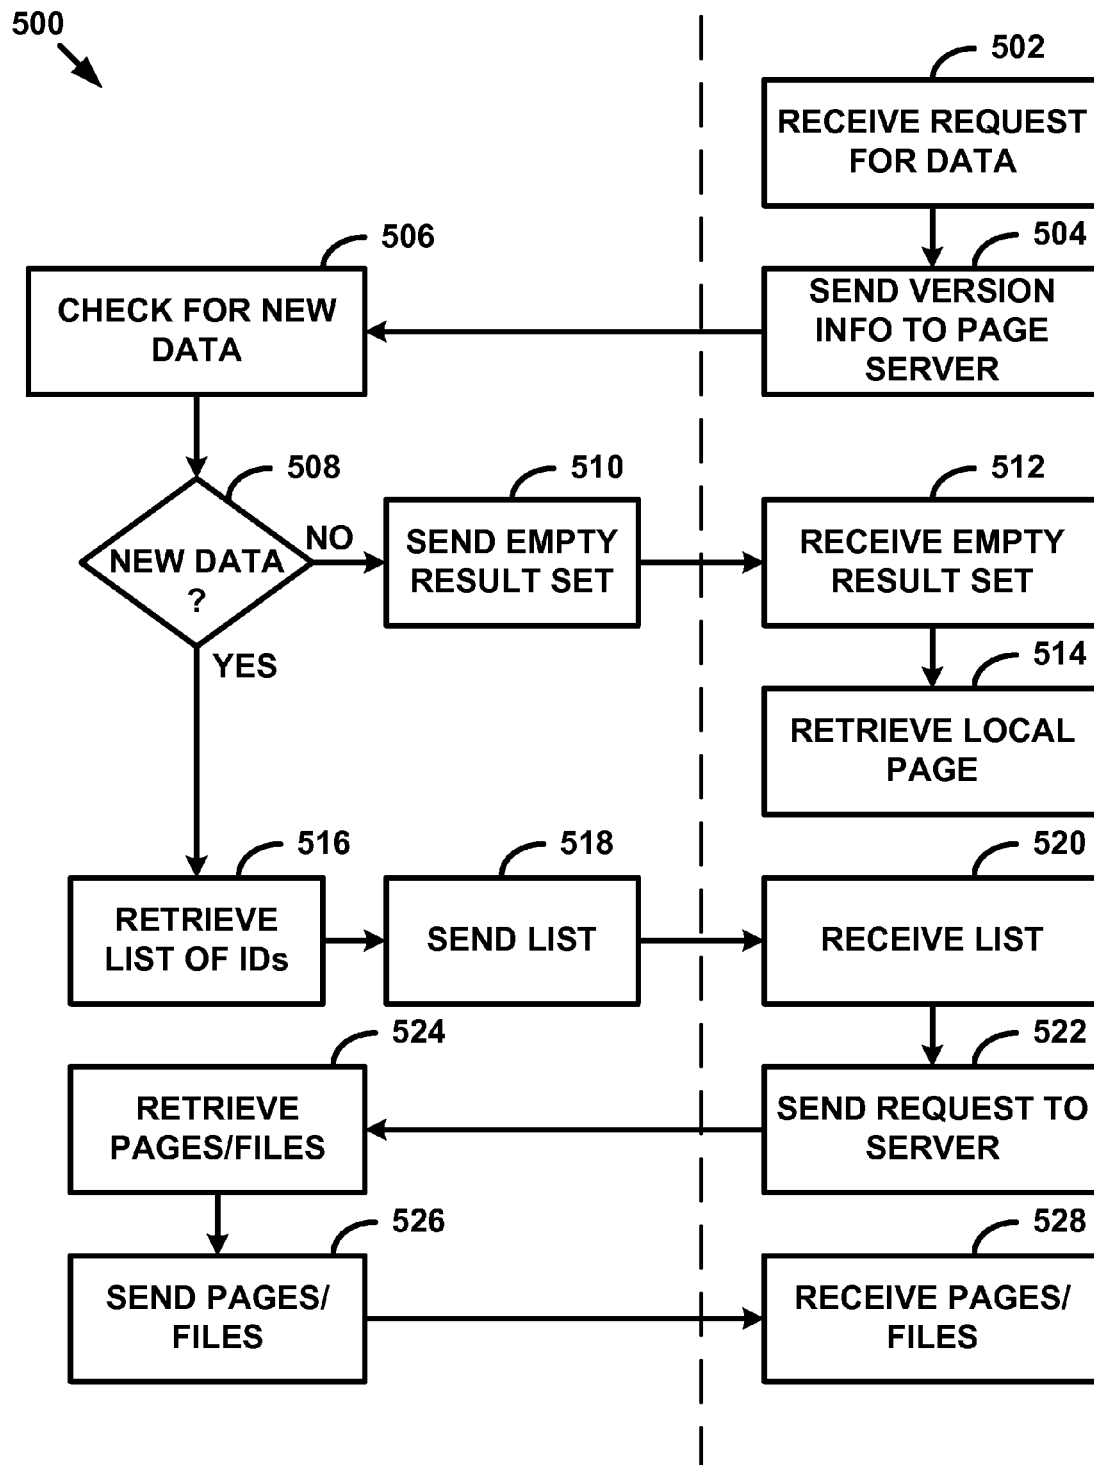 500
502
RECEIVE REQUEST
FOR DATA
504
SEND VERSION
INFO TO PAGE
SERVER
506
CHECK FOR NEW
DATA
508
NEW DATA
?
NO
YES
510
SEND EMPTY
RESULT SET
512
RECEIVE EMPTY
RESULT SET
514
RETRIEVE LOCAL
PAGE
516
RETRIEVE
LIST OF IDs
518
SEND LIST
520
RECEIVE LIST
522
SEND REQUEST TO
SERVER
524
RETRIEVE
PAGES/FILES
526
SEND PAGES/
FILES
528
RECEIVE PAGES/
FILES